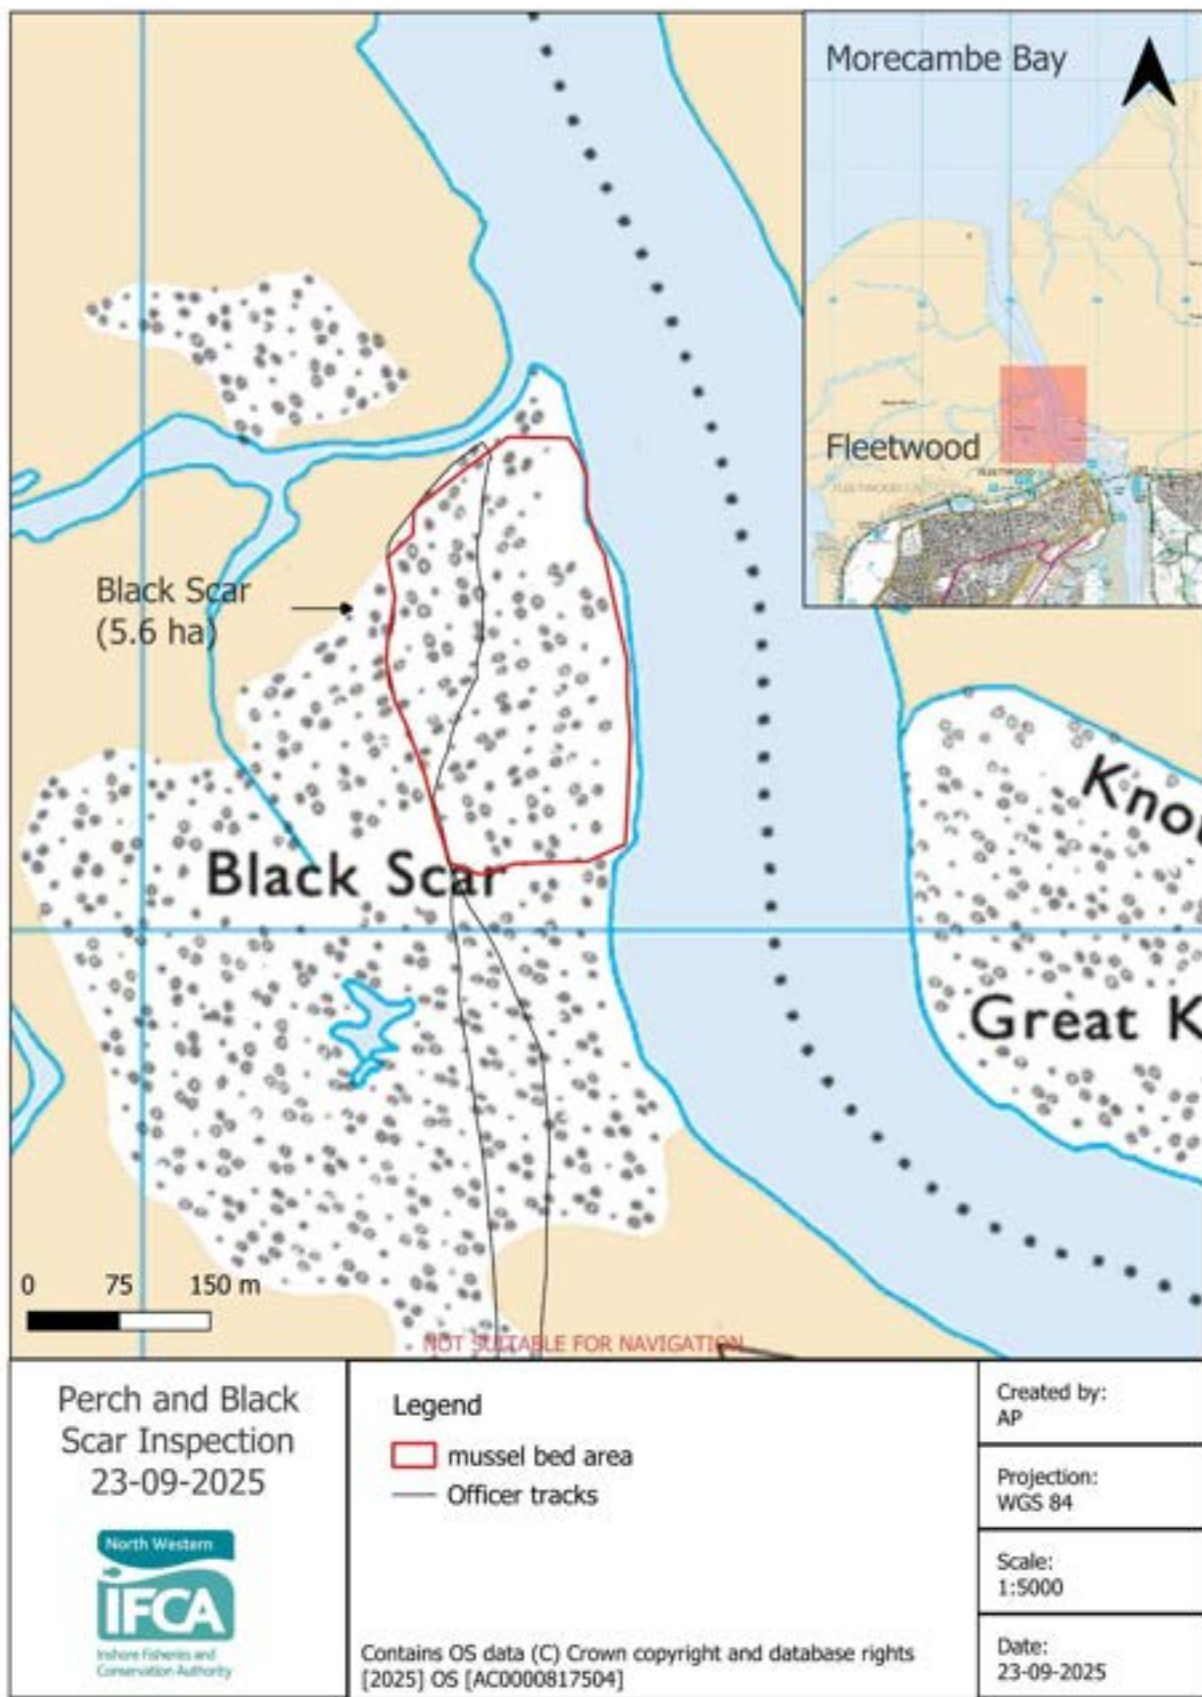 Morecambe Bay
Fleetwood
FLEETWOOD
Black Scar
(5.6 ha)
Black Scar
Great K
0 75 150 m
NOT SUITABLE FOR NAVIGATION
Perch and Black
Scar Inspection
23-09-2025
North Western
IFCA
Inshore Fisheries and
Conservation Authority
Legend
mussel bed area
Officer tracks
Contains OS data (C) Crown copyright and database rights
[2025] OS [AC0000817504]
Created by:
AP
Projection:
WGS 84
Scale:
1:5000
Date:
23-09-2025